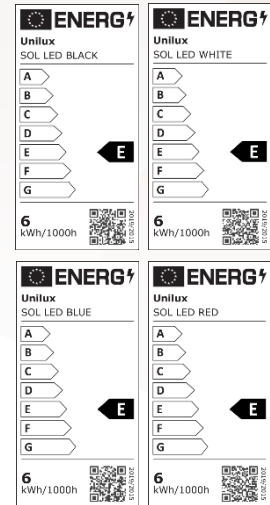 ENERG
Unilux
SOL LED BLACK
A
B
C
D
E
E
F
G
6
kWh/1000h
2019/2015
ENERG
Unilux
SOL LED WHITE
A
B
C
D
E
E
F
G
6
kWh/1000h
2019/2015
ENERG
Unilux
SOL LED BLUE
A
B
C
D
E
E
F
G
6
kWh/1000h
2019/2015
ENERG
Unilux
SOL LED RED
A
B
C
D
E
E
F
G
6
kWh/1000h
2019/2015